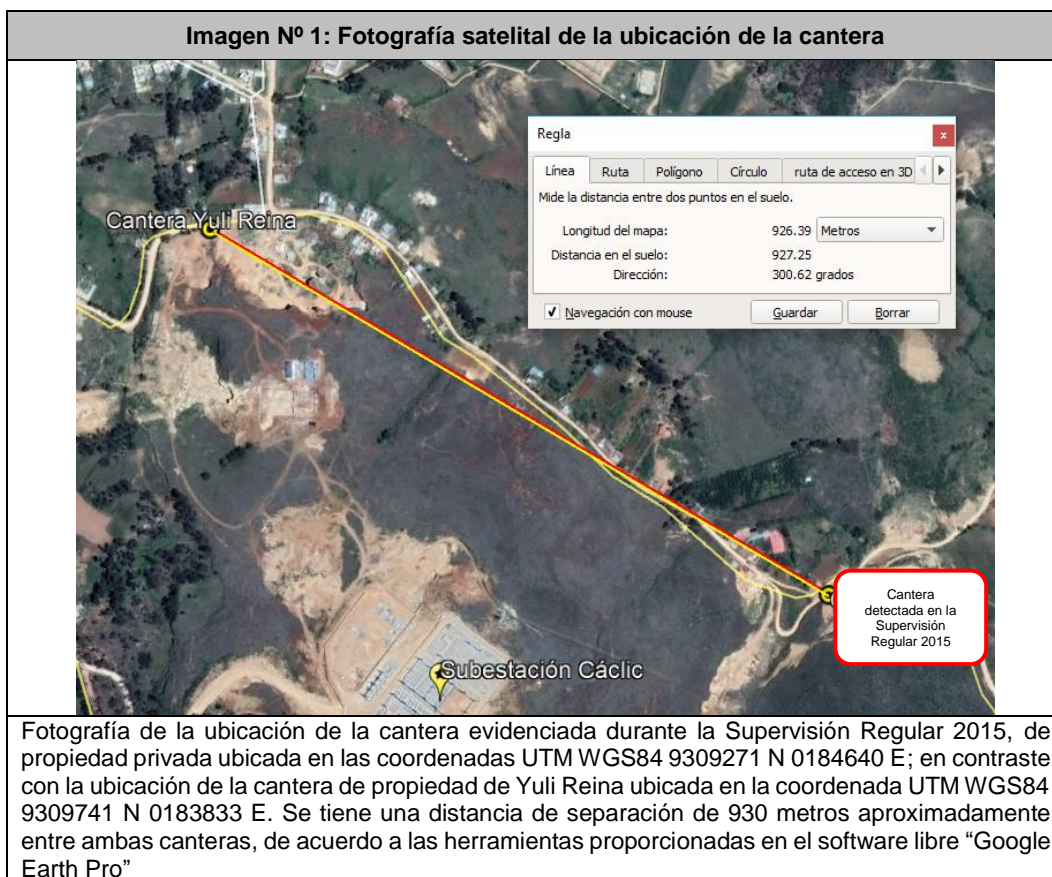 Imagen Nº 1: Fotografía satelital de la ubicación de la cantera
Regla
x
Línea Ruta Polígono Círculo ruta de acceso en 3D
Mide la distancia entre dos puntos en el suelo.
Longitud del mapa: 926.39 Metros
Distancia en el suelo: 927.25
Dirección: 300.62 grados
Navegación con mouse Guardar Borrar
Cantera Yuli Reina
Cantera
detectada en la
Supervisión
Regular 2015
Subestación Cáclic
Fotografía de la ubicación de la cantera evidenciada durante la Supervisión Regular 2015, de
propiedad privada ubicada en las coordenadas UTM WGS84 9309271 N 0184640 E; en contraste
con la ubicación de la cantera de propiedad de Yuli Reina ubicada en la coordenada UTM WGS84
9309741 N 0183833 E. Se tiene una distancia de separación de 930 metros aproximadamente
entre ambas canteras, de acuerdo a las herramientas proporcionadas en el software libre “Google
Earth Pro”